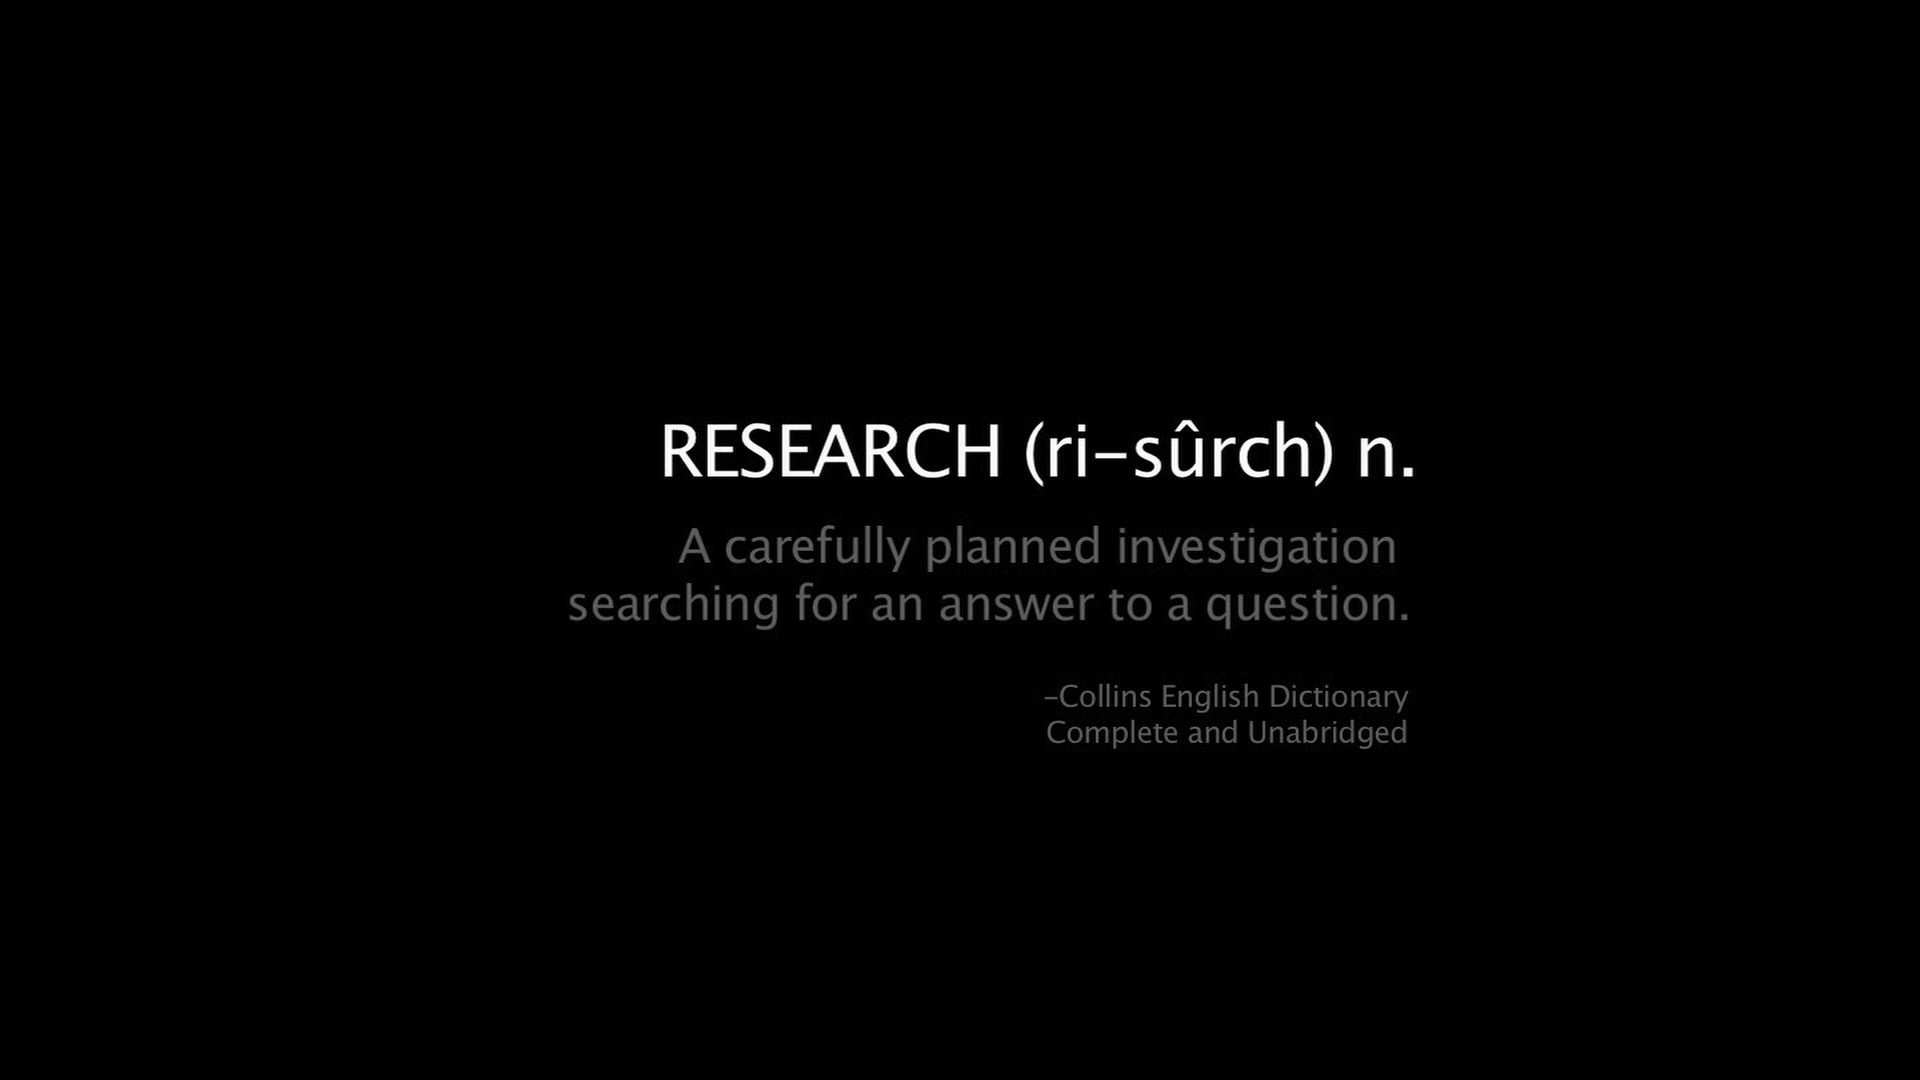 RESEARCH (ri–sûrch) n.
A carefully planned investigation
searching for an answer to a question.
–Collins English Dictionary
Complete and Unabridged